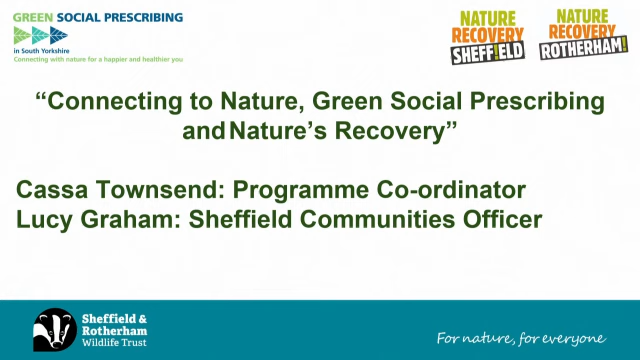 GREEN SOCIAL PRESCRIBING
in South Yorkshire
Connecting with nature for a happier and healthier you
NATURE
RECOVERY
SHEFF!ELD
NATURE
RECOVERY
ROTHERHAM!
“Connecting to Nature, Green Social Prescribing
and Nature’s Recovery”
Cassa Townsend: Programme Co-ordinator
Lucy Graham: Sheffield Communities Officer
Sheffield &
Rotherham
Wildlife Trust
For nature, for everyone